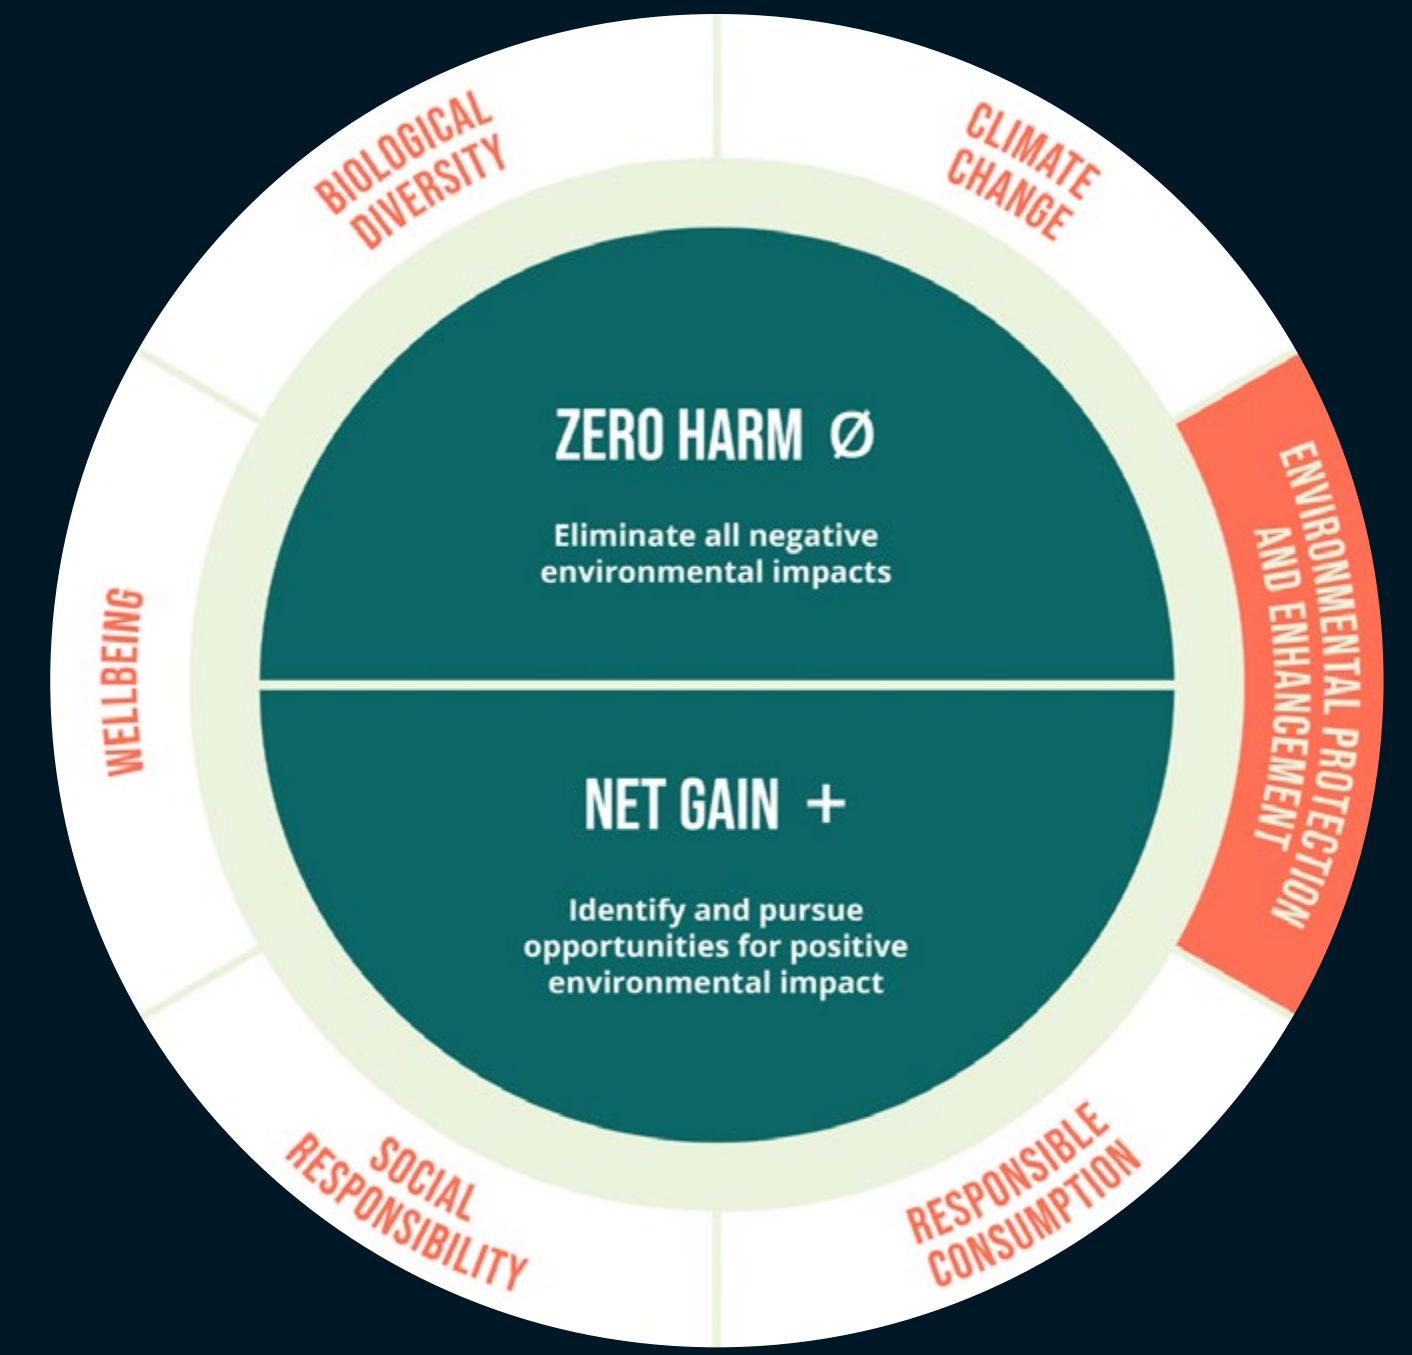 BIOLOGICAL
DIVERSITY
CLIMATE
CHANGE
ENVIRONMENTAL PROTECTION
AND ENHANCEMENT
RESPONSIBLE
CONSUMPTION
SOCIAL
RESPONSIBILITY
WELLBEING
ZERO HARM Ø
Eliminate all negative
environmental impacts
NET GAIN +
Identify and pursue
opportunities for positive
environmental impact